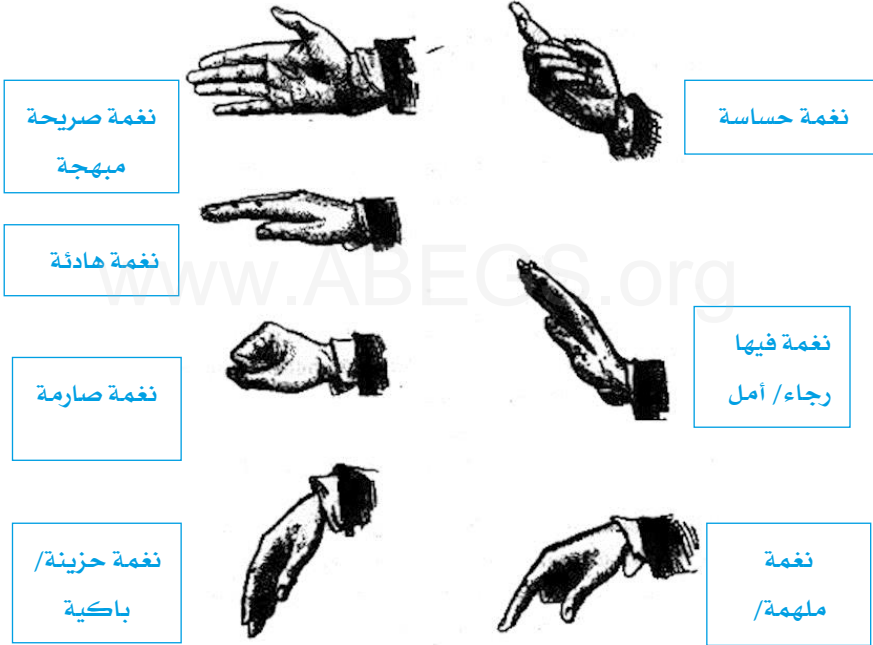 نغمة حساسة
نغمة صريحة
مبهجة
نغمة هادئة
www.ABEGS.org
نغمة فيها
رجاء/ أمل
نغمة صارمة
نغمة
ملهمة/
نغمة حزينة/
باكية